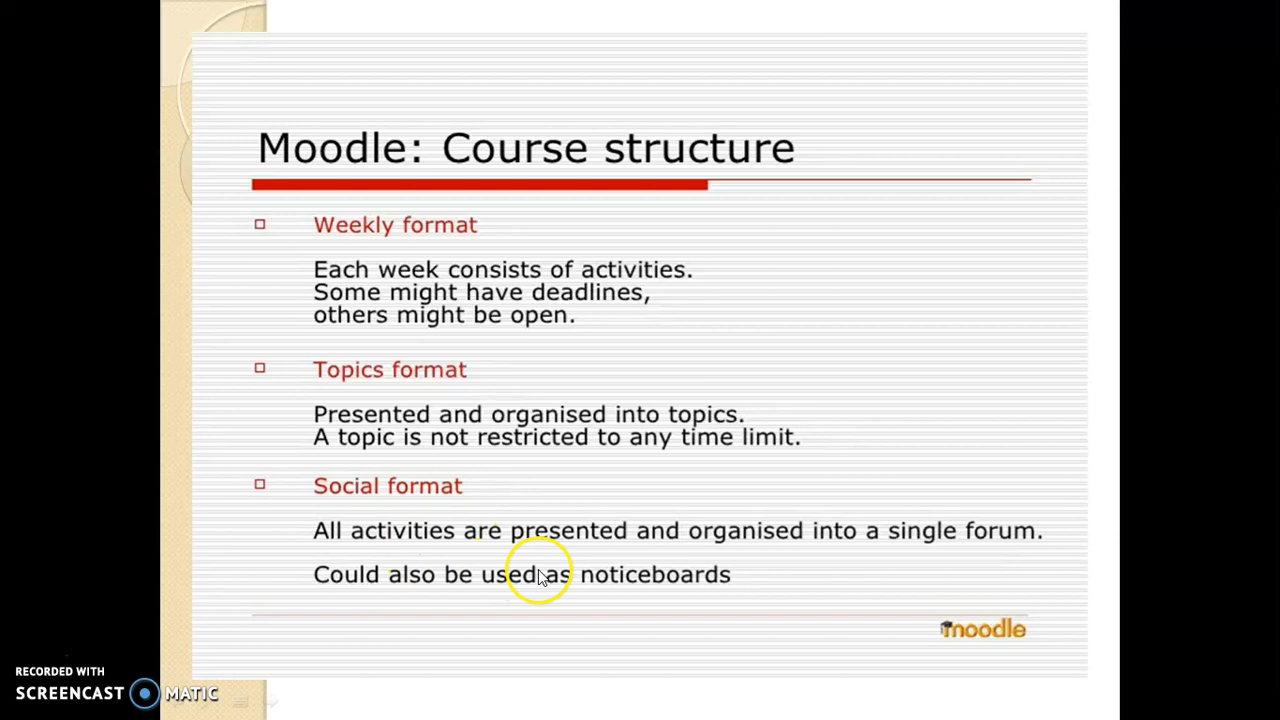 Moodle: Course structure
Weekly format
Each week consists of activities.
Some might have deadlines,
others might be open.
Topics format
Presented and organised into topics.
A topic is not restricted to any time limit.
Social format
All activities are presented and organised into a single forum.
Could also be used as noticeboards
moodle
RECORDED WITH
SCREENCAST MATIC